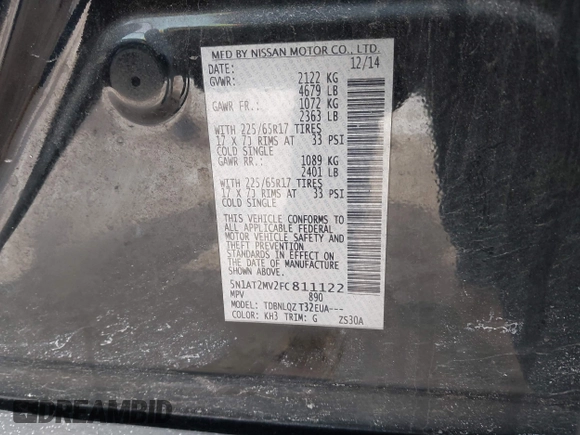 MFD BY NISSAN MOTOR CO., LTD.
DATE: 12/14
GVWR: 2122 KG
4679 LB
GAWR FR.: 1072 KG
2363 LB
WITH 225/65R17 TIRES
17 X 7J RIMS AT 33 PSI
COLD SINGLE
GAWR RR.: 1089 KG
2401 LB
WITH 225/65R17 TIRES
17 X 7J RIMS AT 33 PSI
COLD SINGLE
THIS VEHICLE CONFORMS TO
ALL APPLICABLE FEDERAL
MOTOR VEHICLE SAFETY AND
THEFT PREVENTION
STANDARDS IN EFFECT ON
THE DATE OF MANUFACTURE
SHOWN ABOVE.
5N1AT2MV2FC811122
MPV 890
MODEL: TDBNLQZ T32EUA---
COLOR: KH3 TRIM: G ZS30A
DREAMBID